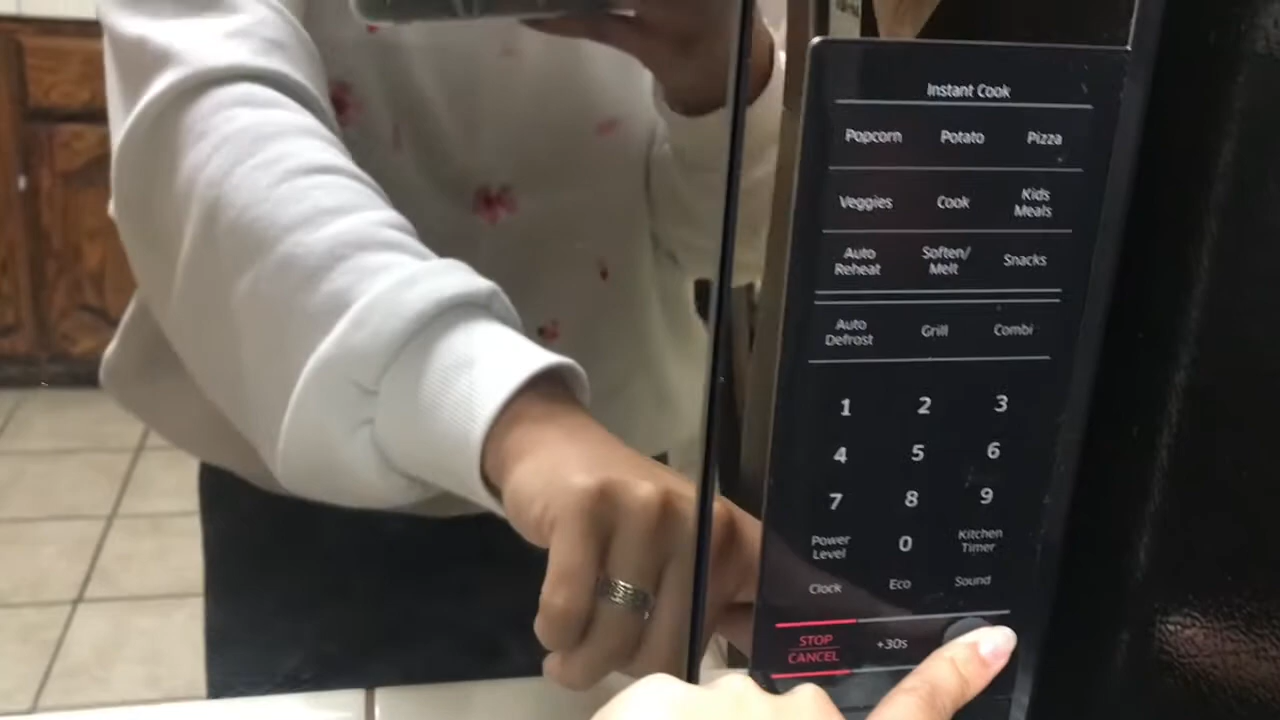 Instant Cook
Popcorn Potato Pizza
Veggies Cook Kids Meals
Auto Reheat Soften/ Melt Snacks
Auto Defrost Grill Combi
1 2 3
4 5 6
7 8 9
Power Level 0 Kitchen Timer
Clock Eco Sound
STOP CANCEL +30s